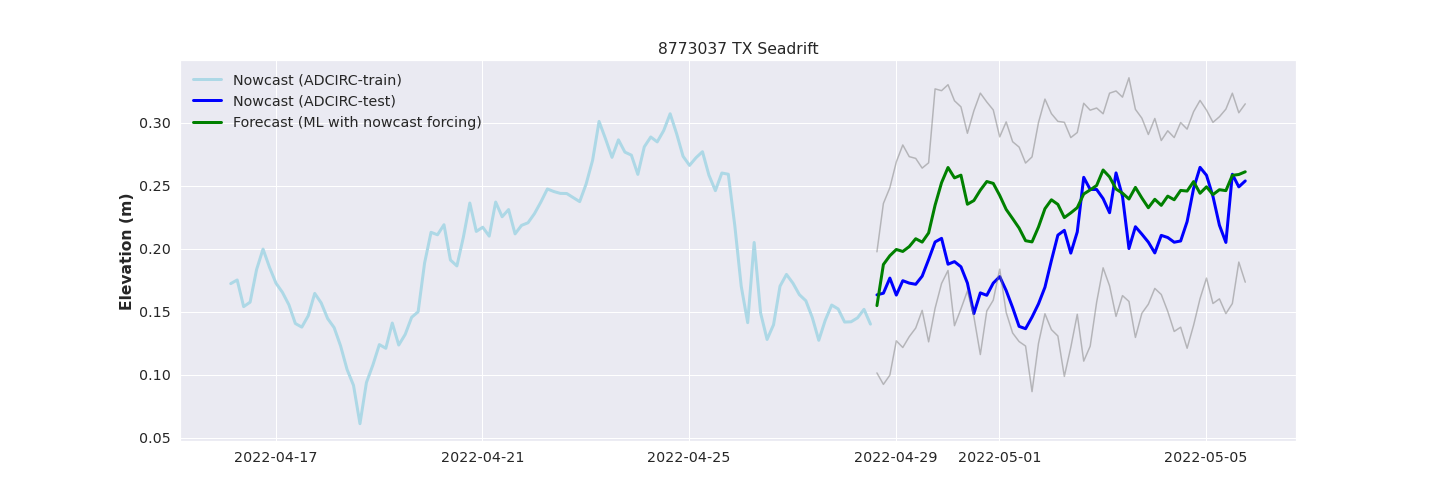 8773037 TX Seadrift
Nowcast (ADCIRC-train)
Nowcast (ADCIRC-test)
Forecast (ML with nowcast forcing)
Elevation (m)
0.30
0.25
0.20
0.15
0.10
0.05
2022-04-17 2022-04-21 2022-04-25 2022-04-29 2022-05-01 2022-05-05